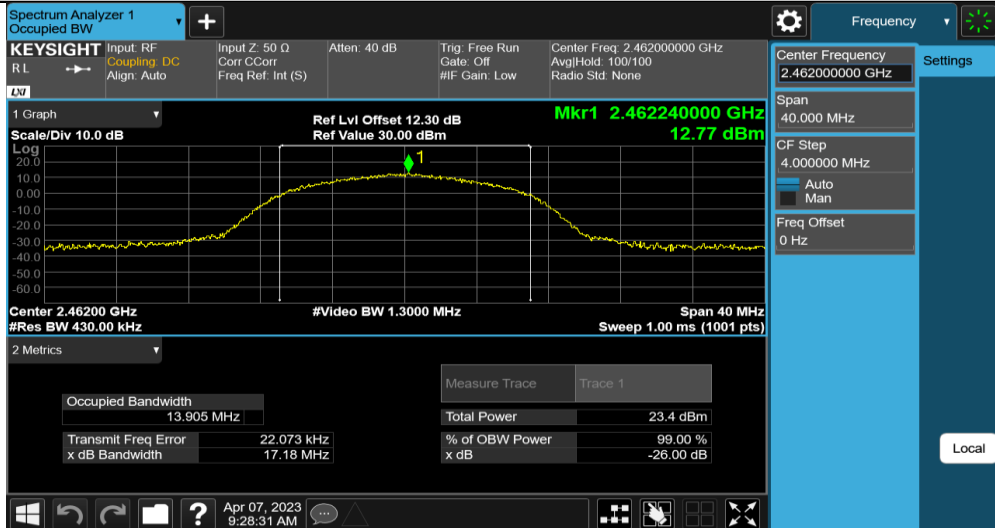 Spectrum Analyzer 1
Occupied BW
+
Frequency
KEYSIGHT
RL
LXI
Input: RF
Coupling: DC
Align: Auto
Input Z: 50 Ω
Corr CCorr
Freq Ref: Int (S)
Atten: 40 dB
Trig: Free Run
Gate: Off
#IF Gain: Low
Center Freq: 2.462000000 GHz
Avg|Hold: 100/100
Radio Std: None
1 Graph
Scale/Div 10.0 dB
Ref Lvl Offset 12.30 dB
Ref Value 30.00 dBm
Mkr1 2.462240000 GHz
12.77 dBm
Log
20.0
10.0
0.00
-10.0
-20.0
-30.0
-40.0
-50.0
-60.0
1
Center 2.46200 GHz
#Res BW 430.00 kHz
#Video BW 1.3000 MHz
Span 40 MHz
Sweep 1.00 ms (1001 pts)
2 Metrics
Occupied Bandwidth
13.905 MHz
Transmit Freq Error 22.073 kHz
x dB Bandwidth 17.18 MHz
Measure Trace Trace 1
Total Power 23.4 dBm
% of OBW Power 99.00 %
x dB -26.00 dB
Center Frequency
2.462000000 GHz
Span
40.000 MHz
CF Step
4.000000 MHz
Auto
Man
Freq Offset
0 Hz
Settings
Local
?
Apr 07, 2023
9:28:31 AM